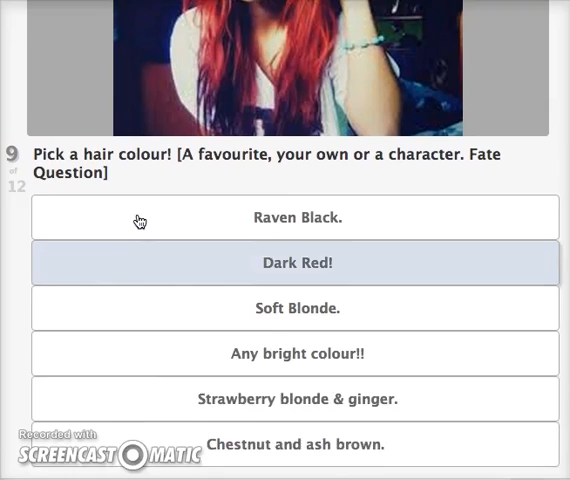 9
of
12
Pick a hair colour! [A favourite, your own or a character. Fate
Question]
Raven Black.
Dark Red!
Soft Blonde.
Any bright colour!!
Strawberry blonde & ginger.
Chestnut and ash brown.
Recorded with
SCREENCAST-O-MATIC